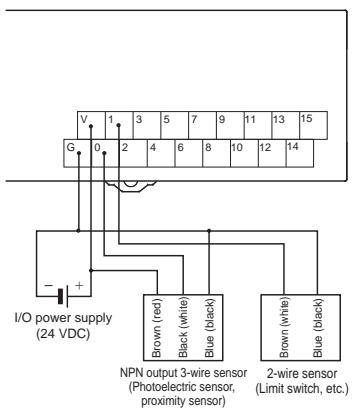 V 1 3 5 7 9 11 13 15
G 0 2 4 6 8 10 12 14
− +
I/O power supply
(24 VDC)
Brown (red)
Black (white)
Blue (black)
NPN output 3-wire sensor
(Photoelectric sensor,
proximity sensor)
Brown (white)
Blue (black)
2-wire sensor
(Limit switch, etc.)